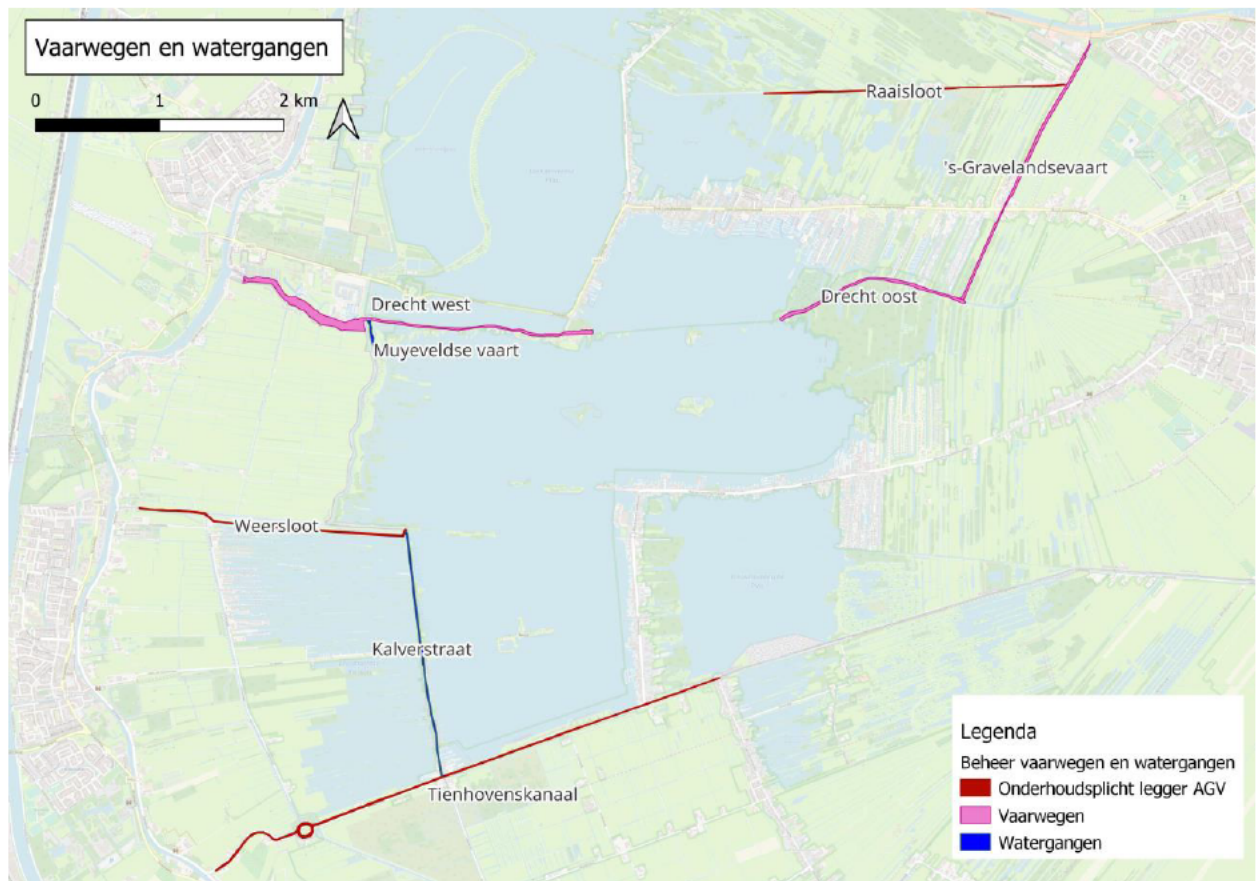 Vaarwegen en watergangen
0 1 2 km
Raaisloot
's-Gravelandsevaart
Drecht oost
Drecht west
Muyeveldse vaart
Weersloot
Kalverstraat
Tienhovenskanaal
Legenda
Beheer vaarwegen en watergangen
Onderhoudsplicht legger AGV
Vaarwegen
Watergangen